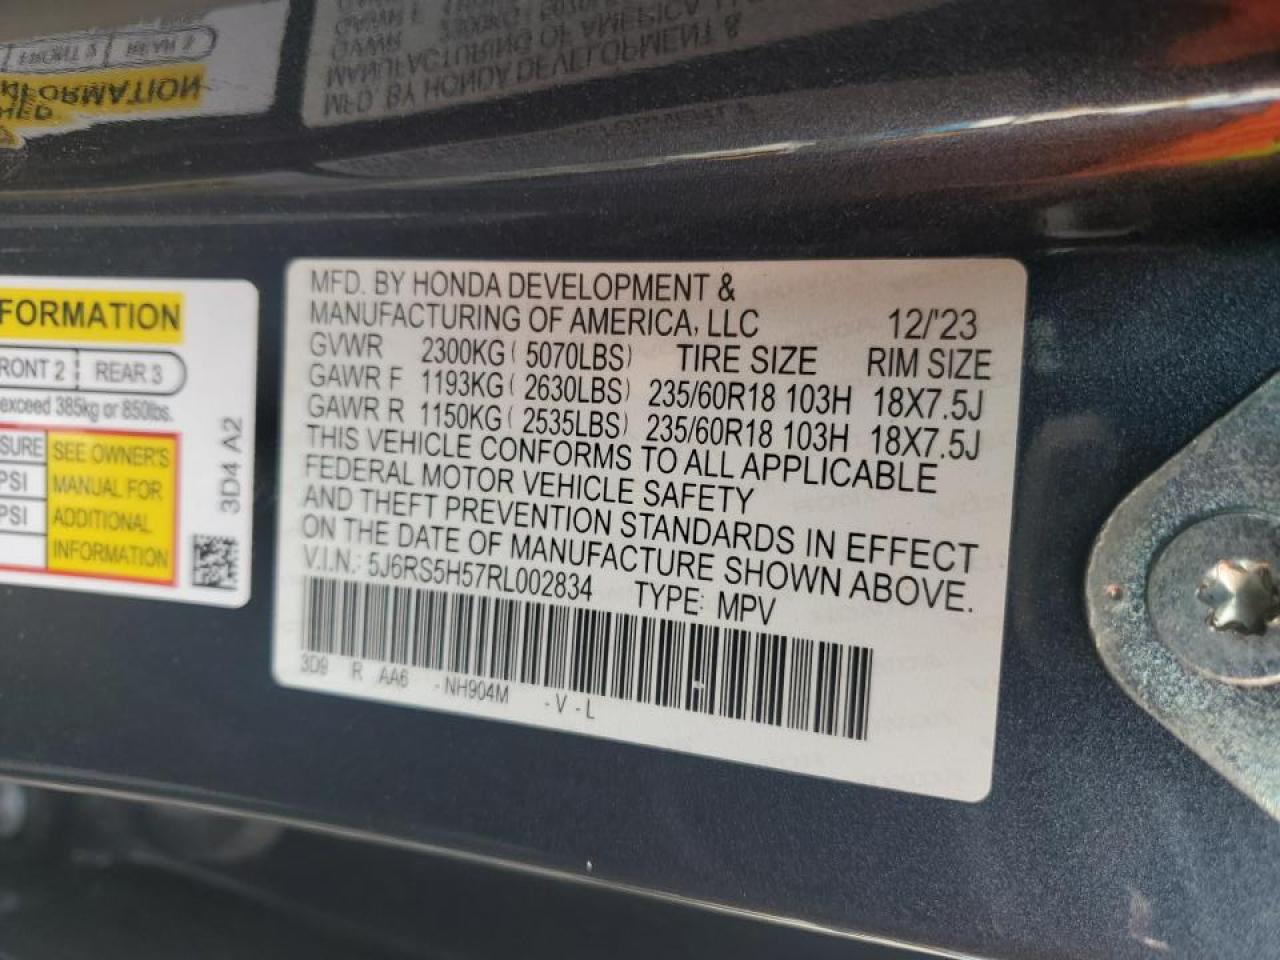 FORMATION
FRONT 2 REAR 3
exceed 385kg or 850lbs.
SEE OWNER'S
MANUAL FOR
ADDITIONAL
INFORMATION
PSI
PSI
3D4 A2
MFD. BY HONDA DEVELOPMENT &
MANUFACTURING OF AMERICA, LLC 12/'23
GVWR 2300KG ( 5070LBS) TIRE SIZE RIM SIZE
GAWR F 1193KG ( 2630LBS) 235/60R18 103H 18X7.5J
GAWR R 1150KG ( 2535LBS) 235/60R18 103H 18X7.5J
THIS VEHICLE CONFORMS TO ALL APPLICABLE
FEDERAL MOTOR VEHICLE SAFETY
AND THEFT PREVENTION STANDARDS IN EFFECT
ON THE DATE OF MANUFACTURE SHOWN ABOVE.
V.I.N.: 5J6RS5H57RL002834 TYPE: MPV
3D9 R AA6 -NH904M -V-L